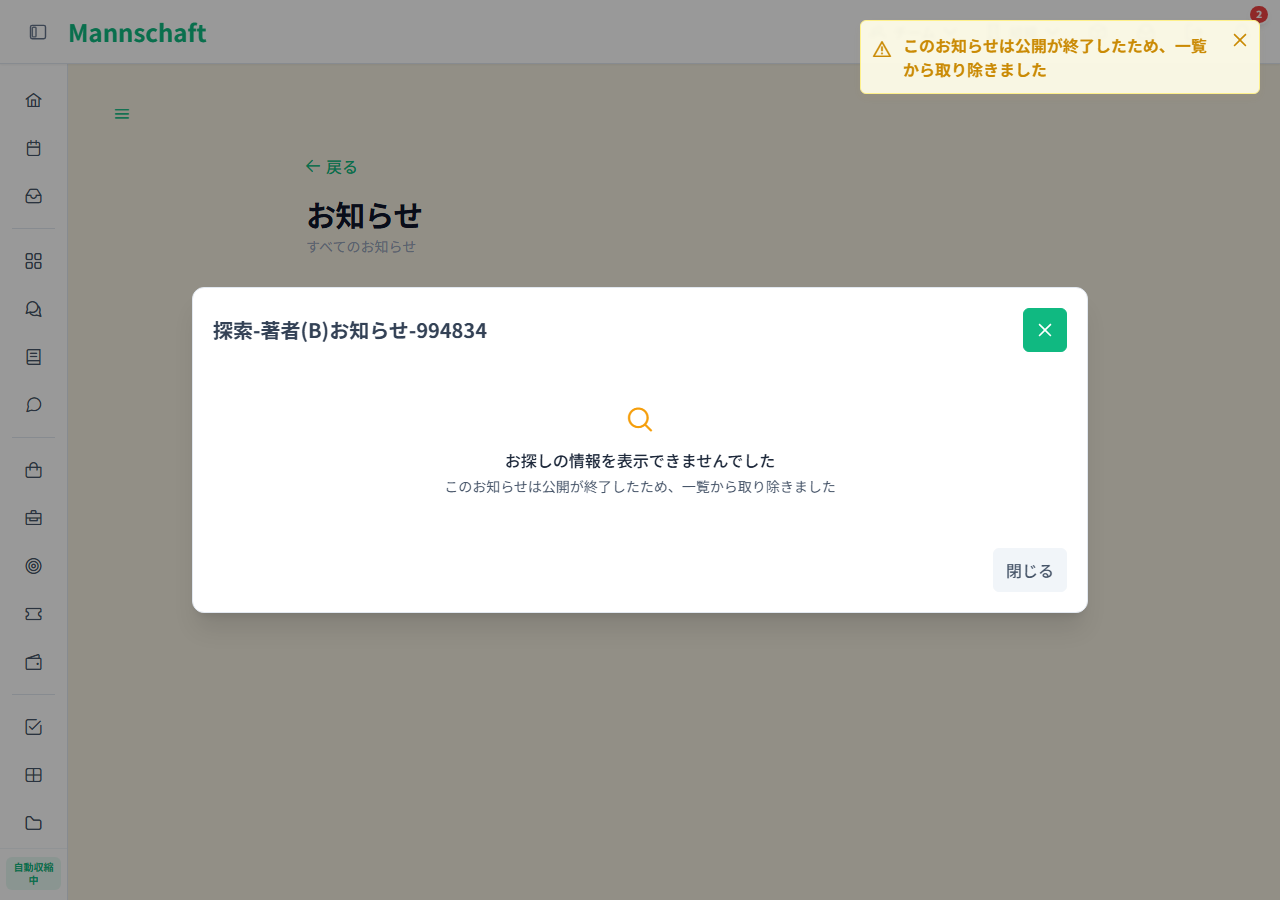 Mannschaft
2
このお知らせは公開が終了したため、一覧
から取り除きました
戻る
お知らせ
すべてのお知らせ
探索-著者(B)お知らせ-994834
お探しの情報を表示できませんでした
このお知らせは公開が終了したため、一覧から取り除きました
閉じる
自動収縮
中